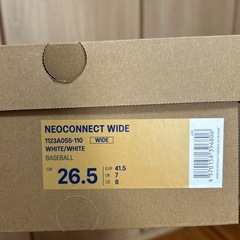 NEOCONNECT WIDE
1123A055-110 WIDE
WHITE/WHITE
BASEBALL
CM 26.5 EUR 41.5
UK 7
US 8